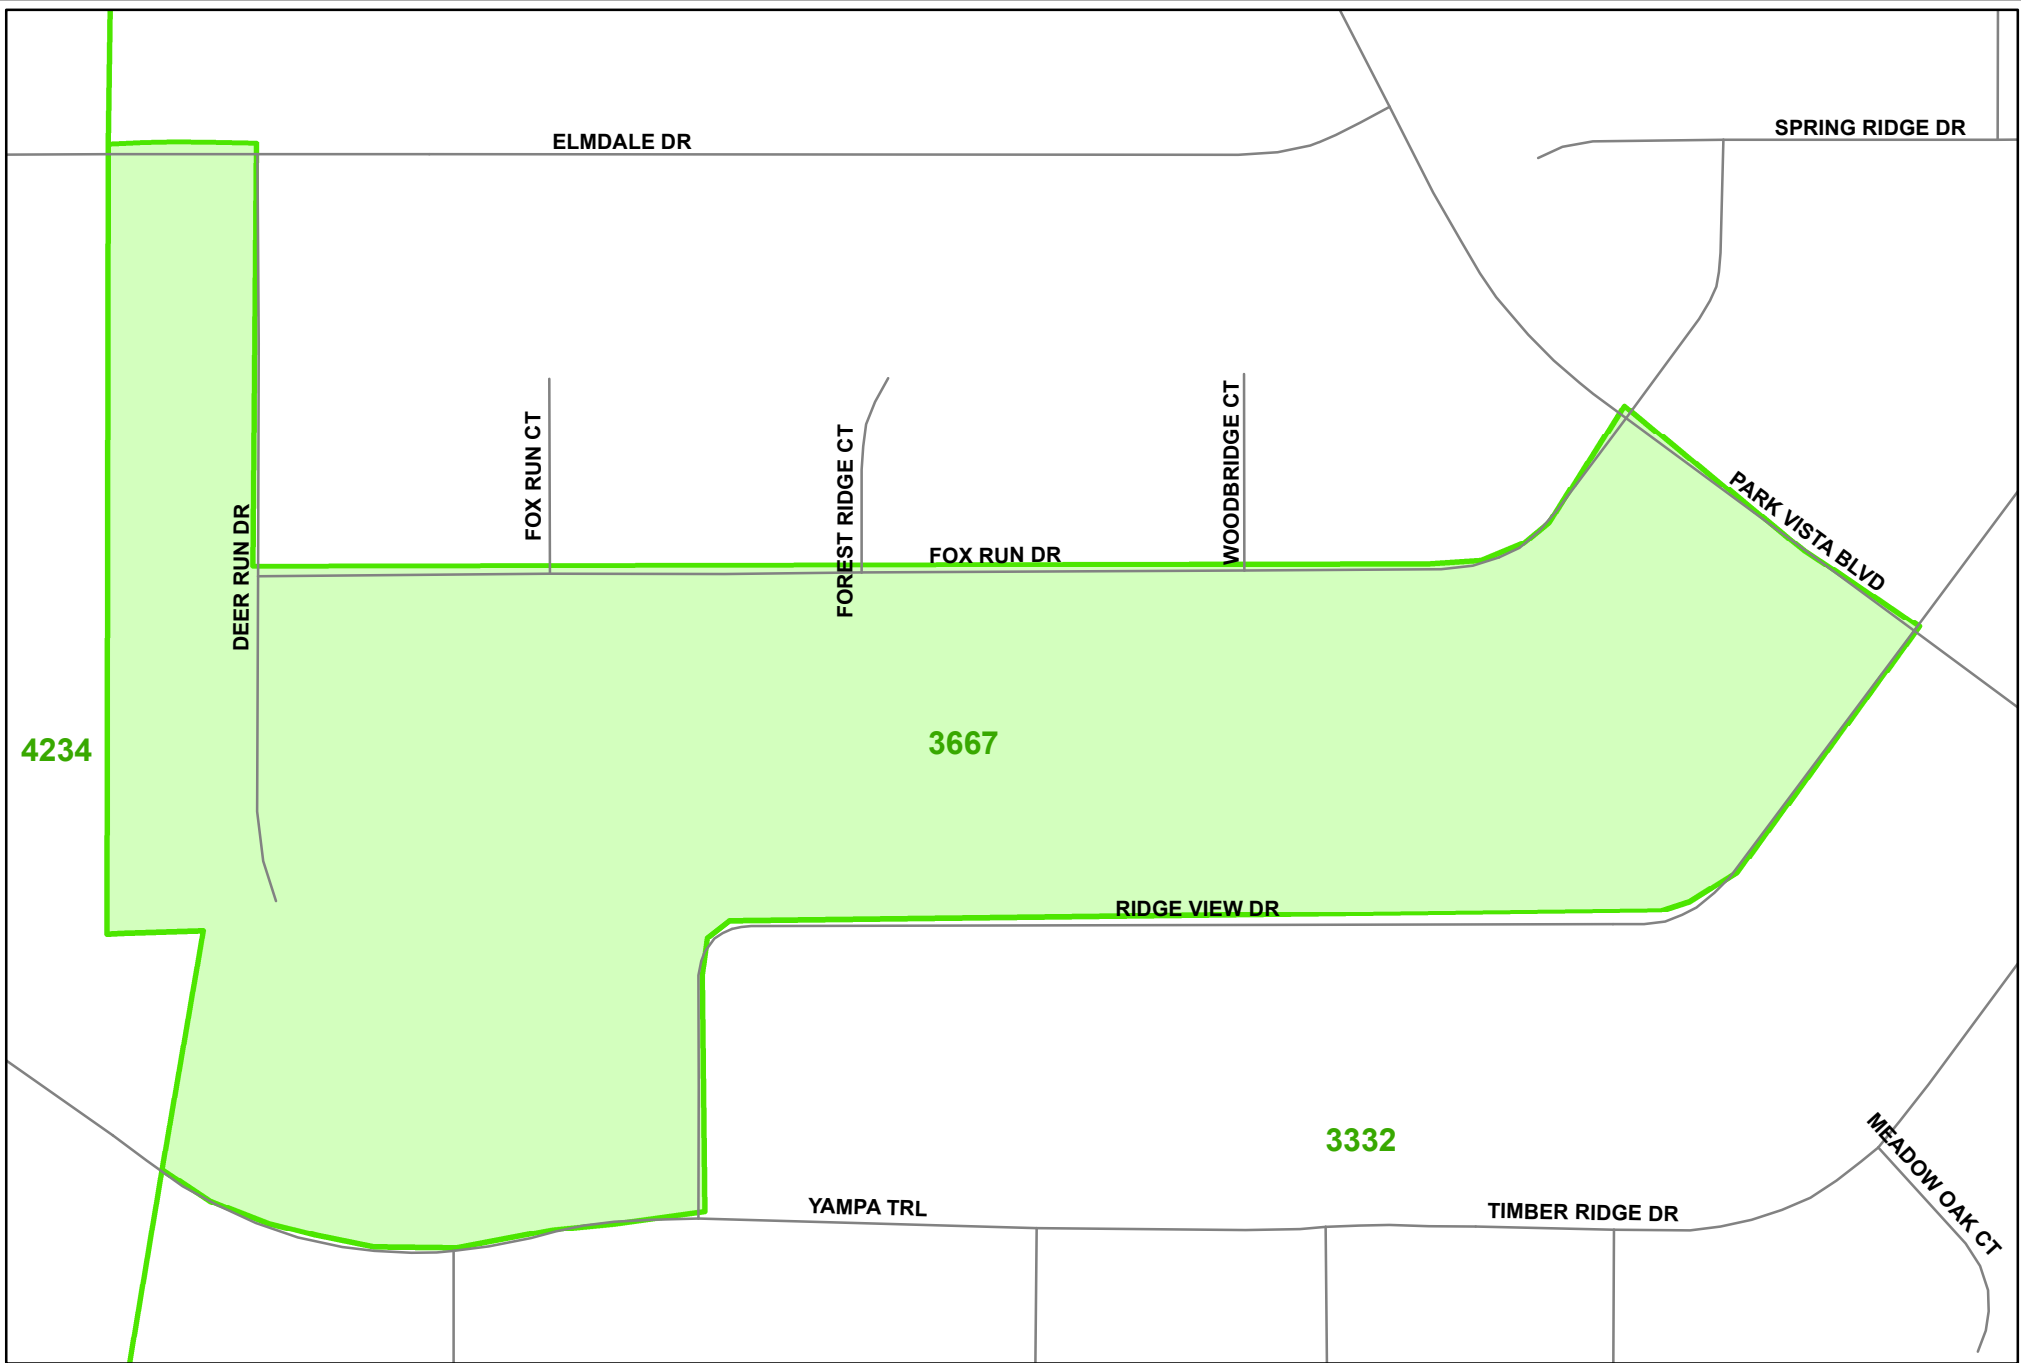 ELMDALE DR
SPRING RIDGE DR
FOX RUN CT
FOREST RIDGE CT
WOODBRIDGE CT
DEER RUN DR
FOX RUN DR
PARK VISTA BLVD
4234
3667
RIDGE VIEW DR
3332
MEADOW OAK CT
YAMPA TRL
TIMBER RIDGE DR